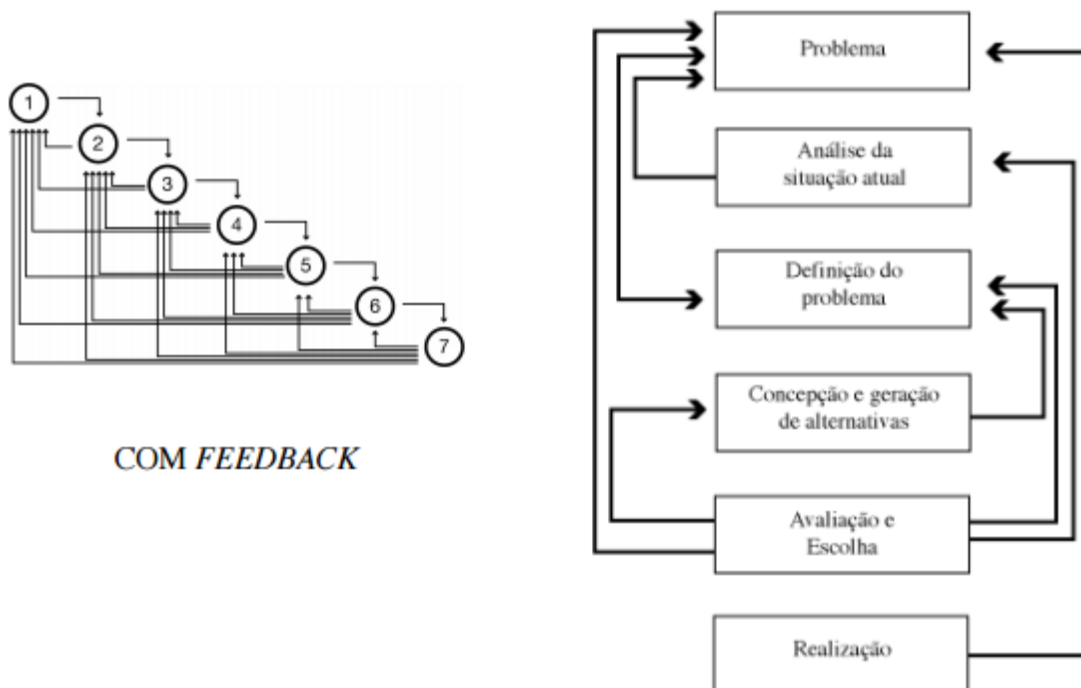 1
2
3
4
5
6
7
COM FEEDBACK
Problema
Análise da
situação atual
Definição do
problema
Concepção e geração
de alternativas
Avaliação e
Escolha
Realização